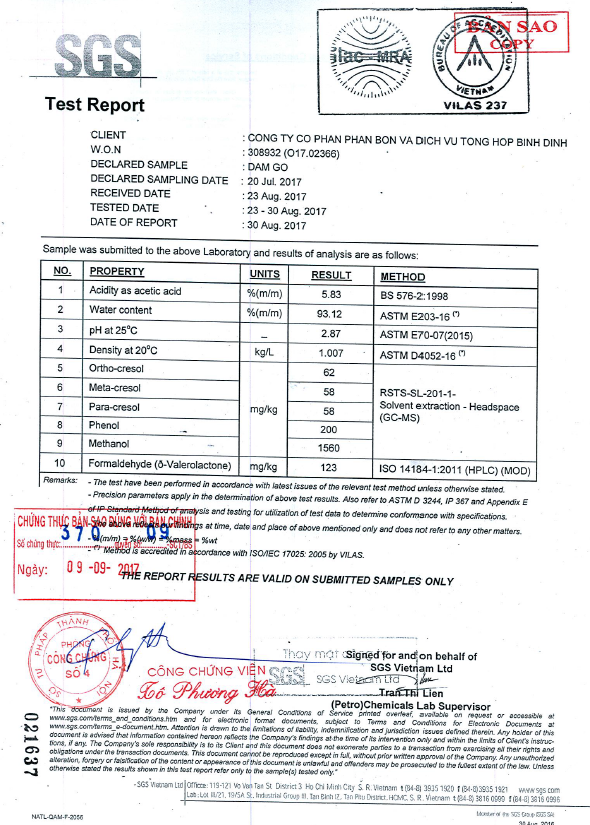 SGS
ilac-MRA
BUREAU OF ACCREDITATION
VIETNAM
VILAS 237
BẢN SAO
COPY
Test Report
CLIENT : CONG TY CO PHAN PHAN BON VA DICH VU TONG HOP BINH DINH
W.O.N : 308932 (O17.02366)
DECLARED SAMPLE : DAM GO
DECLARED SAMPLING DATE : 20 Jul. 2017
RECEIVED DATE : 23 Aug. 2017
TESTED DATE : 23 - 30 Aug. 2017
DATE OF REPORT : 30 Aug. 2017
Sample was submitted to the above Laboratory and results of analysis are as follows:
NO. PROPERTY UNITS RESULT METHOD
1 Acidity as acetic acid %(m/m) 5.83 BS 576-2:1998
2 Water content %(m/m) 93.12 ASTM E203-16 (*)
3 pH at 25°C _ 2.87 ASTM E70-07(2015)
4 Density at 20°C kg/L 1.007 ASTM D4052-16 (*)
5 Ortho-cresol 62
6 Meta-cresol 58 RSTS-SL-201-1-
7 Para-cresol mg/kg 58 Solvent extraction - Headspace
8 Phenol 200 (GC-MS)
9 Methanol 1560
10 Formaldehyde (δ-Valerolactone) mg/kg 123 ISO 14184-1:2011 (HPLC) (MOD)
Remarks: - The test have been performed in accordance with latest issues of the relevant test method unless otherwise stated.
- Precision parameters apply in the determination of above test results. Also refer to ASTM D 3244, IP 367 and Appendix E
of IP Standard Method of analysis and testing for utilization of test data to determine conformance with specifications.
at time, date and place of above mentioned only and does not refer to any other matters.
- %(m/m) = %(w/w) = %mass = %wt
- (*) Method is accredited in accordance with ISO/IEC 17025: 2005 by VILAS.
CHỨNG THỰC BẢN SAO ĐÚNG VỚI BẢN CHÍNH
Số chứng thực: 370 09
Ngày: 09 -09- 2017
THE REPORT RESULTS ARE VALID ON SUBMITTED SAMPLES ONLY
PHÒNG
CÔNG CHỨNG
SỐ 4
CÔNG CHỨNG VIÊN
Tô Phương Hà
Thay mặt
SGS
SGS Vietnam Ltd
Signed for and on behalf of
SGS Vietnam Ltd
Tran Thi Lien
(Petro)Chemicals Lab Supervisor
"This document is issued by the Company under its General Conditions of Service printed overleaf, available on request or accessible at
www.sgs.com/terms_and_conditions.htm and for electronic format documents, subject to Terms and Conditions for Electronic Documents at
www.sgs.com/terms_e-document.htm. Attention is drawn to the limitations of liability, indemnification and jurisdiction issues defined therein. Any holder of
this document is advised that information contained hereon reflects the Company's findings at the time of its intervention only and within the limits of Client's instruc-
tions, if any. The Company's sole responsibility is to its Client and this document does not exonerate parties to a transaction from exercising all their rights and
obligations under the transaction documents. This document cannot be reproduced except in full, without prior written approval of the Company. Any unauthorized
alteration, forgery or falsification of the content or appearance of this document is unlawful and offenders may be prosecuted to the fullest extent of the law. Unless
otherwise stated the results shown in this test report refer only to the sample(s) tested only."
021637
SGS Vietnam Ltd Office: 119-121 Vo Van Tan St. District 3 Ho Chi Minh City S. R. Vietnam t (84-8) 3935 1920 f (84-8)3935 1921 www.sgs.com
Lab: Lot III/21, 19/5A St., Industrial Group III, Tan Binh IZ, Tan Phu District. HCMC, S. R. Vietnam t (84-8) 3816 0999 f (84-8) 3816 0996
NATL-QAM-F-2056
Member of the SGS Group (SGS SA)